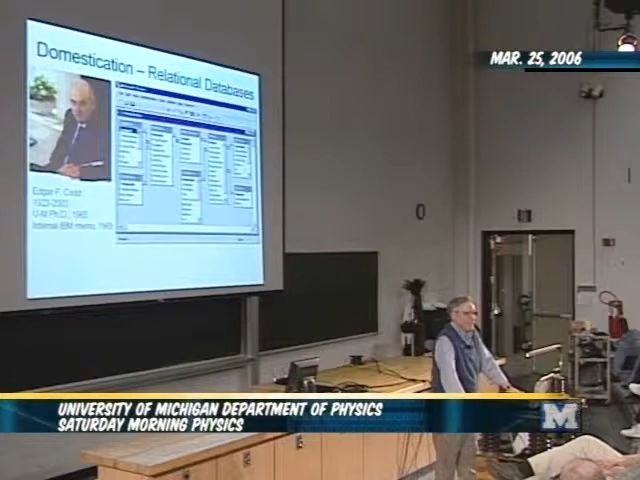 Domestication – Relational Databases
MAR. 25, 2006
Edgar F. Codd
1923-2003
U-M Ph.D., 1965
Internal IBM memo, 1969
UNIVERSITY OF MICHIGAN DEPARTMENT OF PHYSICS
SATURDAY MORNING PHYSICS
M